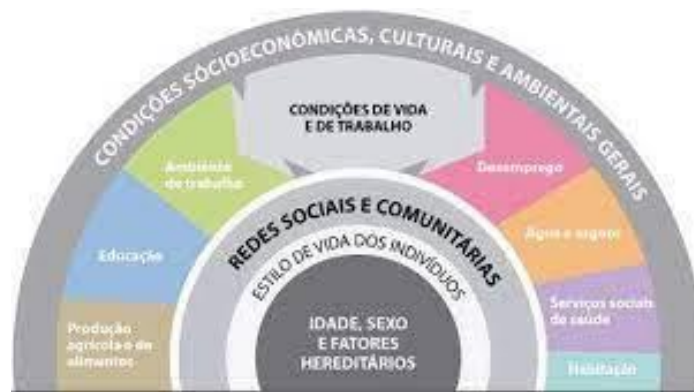 CONDIÇÕES SÓCIOECONÔMICAS, CULTURAIS E AMBIENTAIS GERAIS
CONDIÇÕES DE VIDA
E DE TRABALHO
Ambiente
de trabalho
Desemprego
Educação
Água e esgoto
Produção
agrícola e de
alimentos
Serviços sociais
de saúde
Habitação
REDES SOCIAIS E COMUNITÁRIAS
ESTILO DE VIDA DOS INDIVÍDUOS
IDADE, SEXO
E FATORES
HEREDITÁRIOS